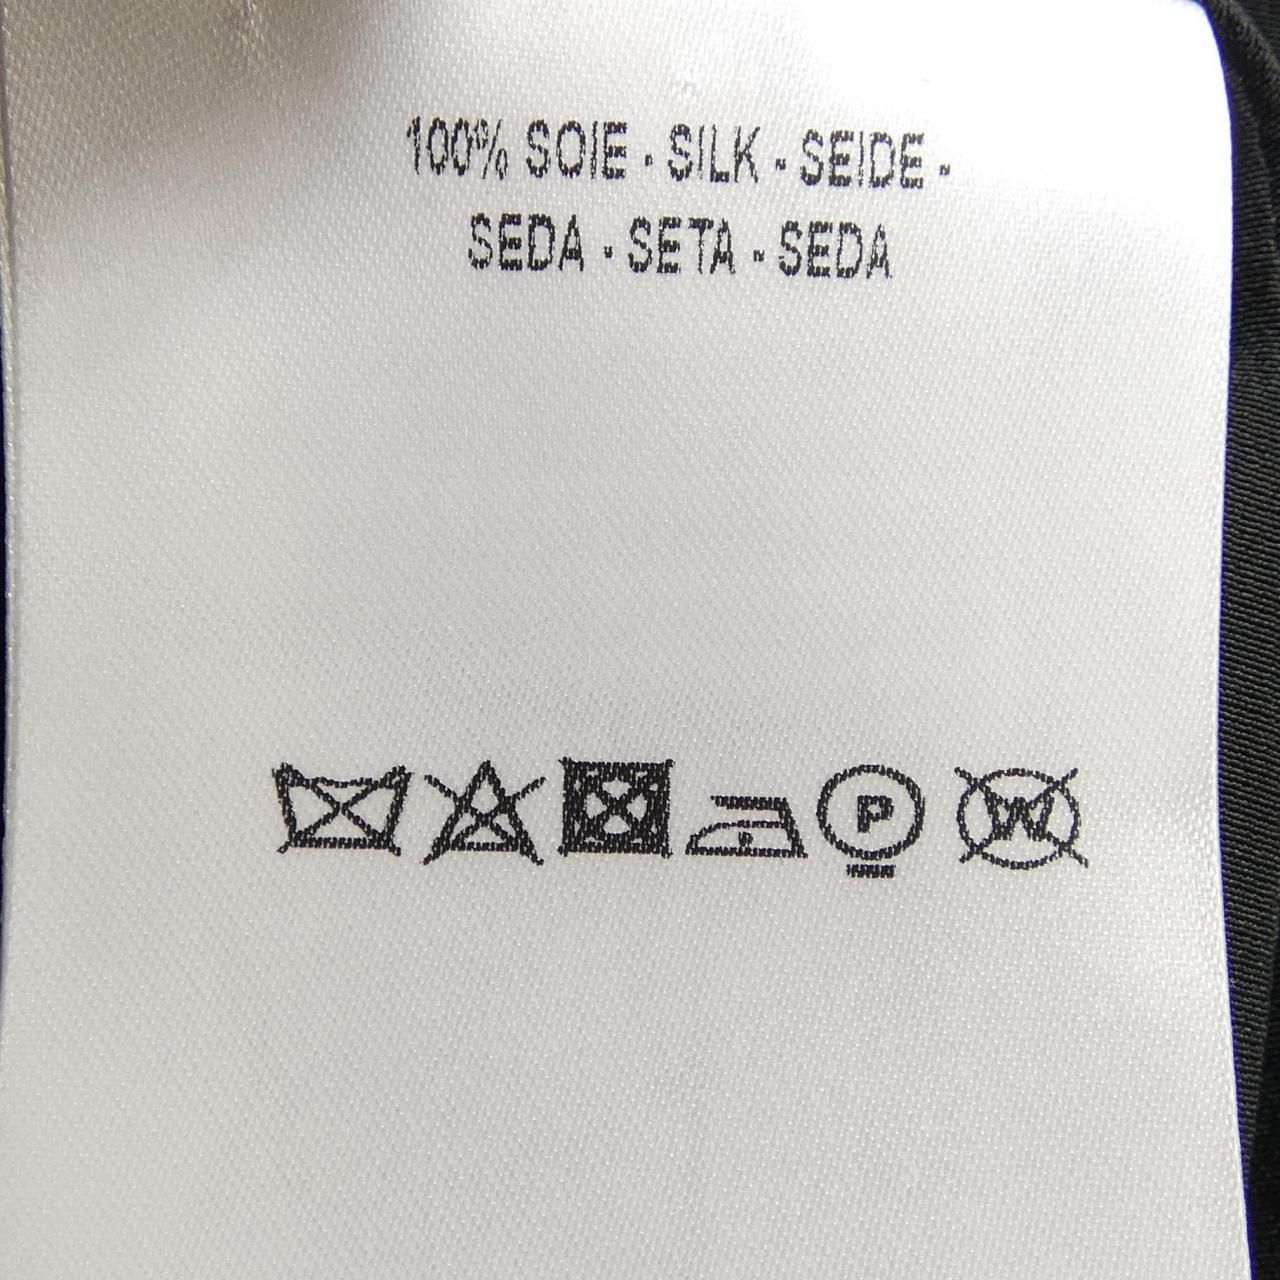 100% SOIE - SILK - SEIDE -
SEDA - SETA - SEDA
P
W